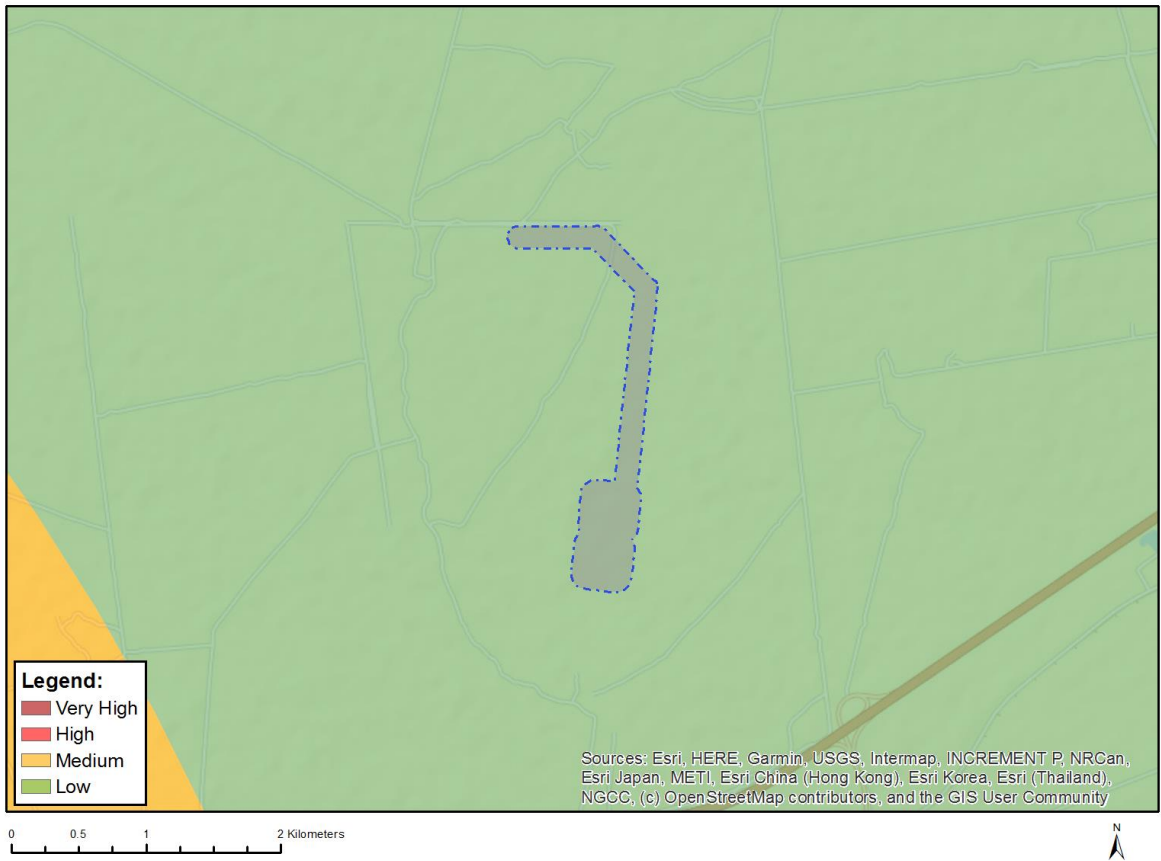 Legend:
Very High
High
Medium
Low
Sources: Esri, HERE, Garmin, USGS, Intermap, INCREMENT P, NRCan,
Esri Japan, METI, Esri China (Hong Kong), Esri Korea, Esri (Thailand),
NGCC, (c) OpenStreetMap contributors, and the GIS User Community
0 0.5 1 2 Kilometers
N